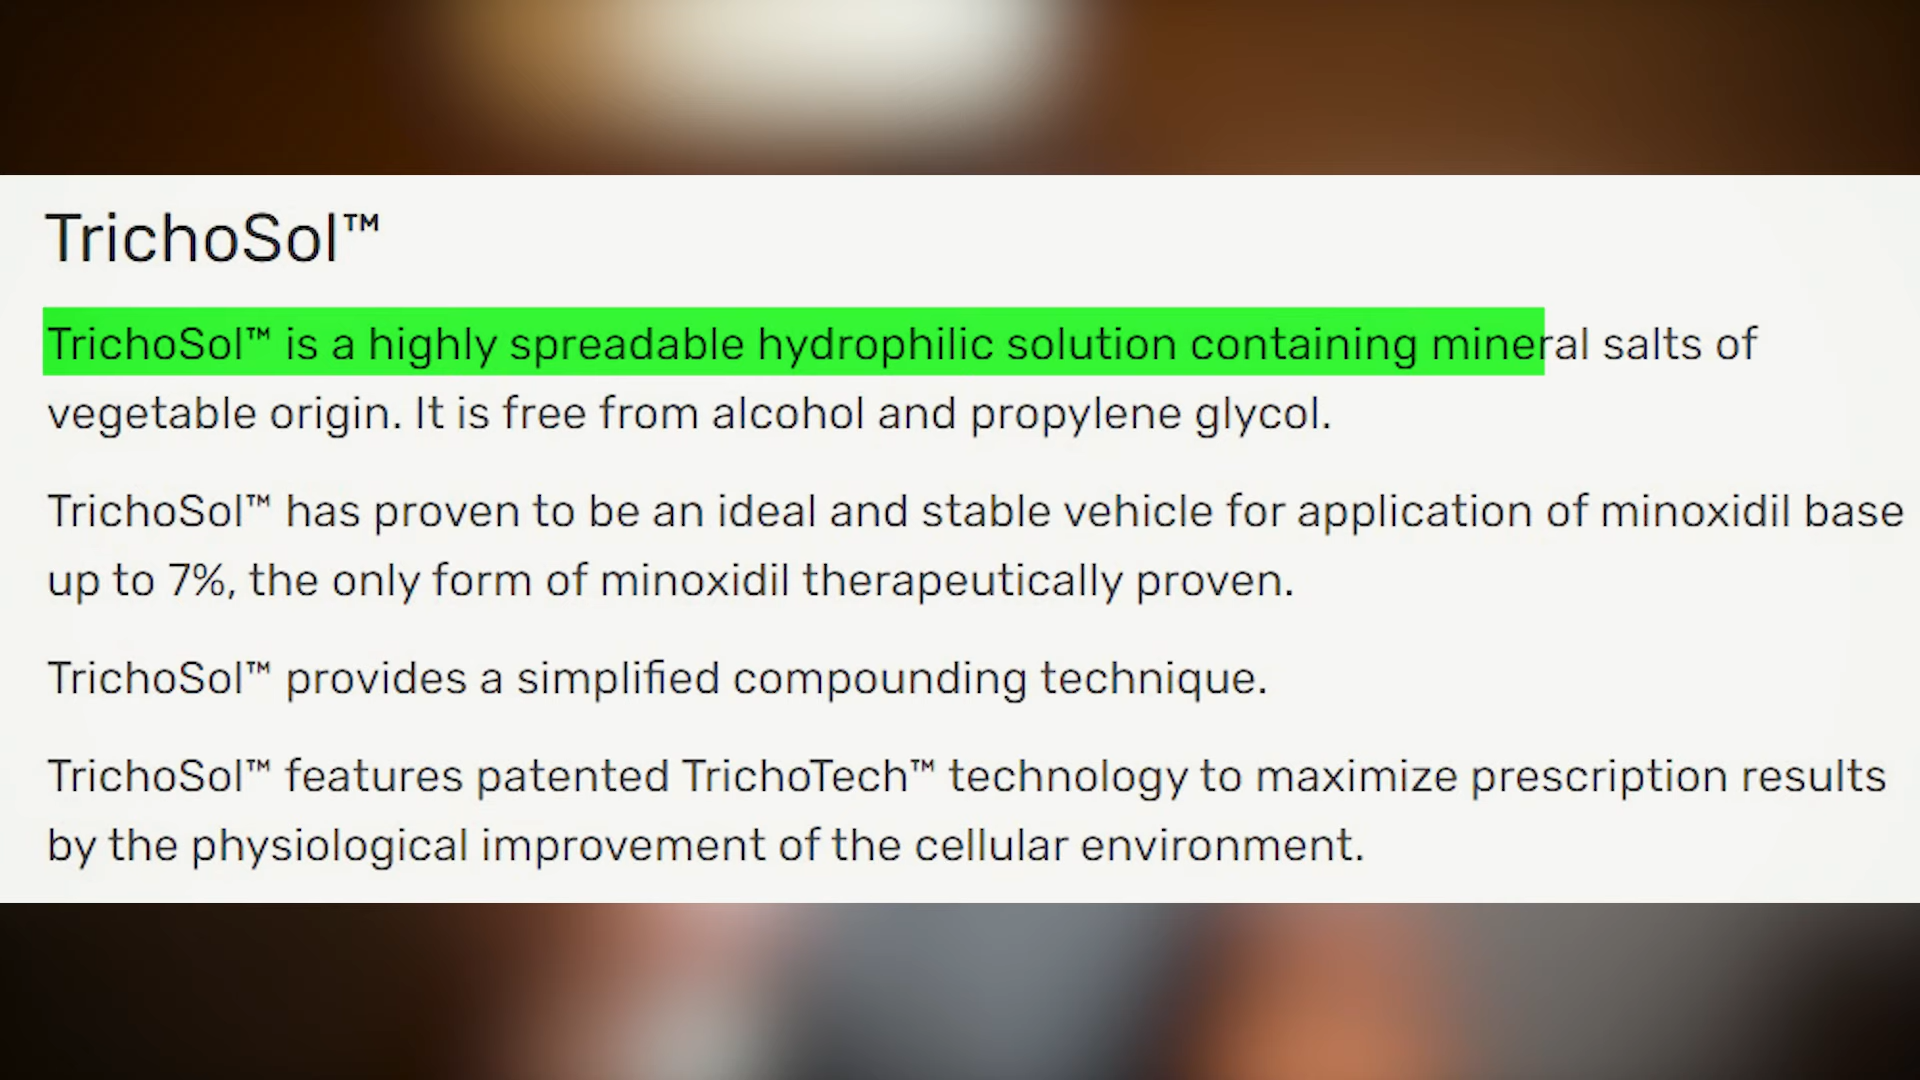 TrichoSol™
TrichoSol™ is a highly spreadable hydrophilic solution containing mineral salts of
vegetable origin. It is free from alcohol and propylene glycol.
TrichoSol™ has proven to be an ideal and stable vehicle for application of minoxidil base
up to 7%, the only form of minoxidil therapeutically proven.
TrichoSol™ provides a simplified compounding technique.
TrichoSol™ features patented TrichoTech™ technology to maximize prescription results
by the physiological improvement of the cellular environment.